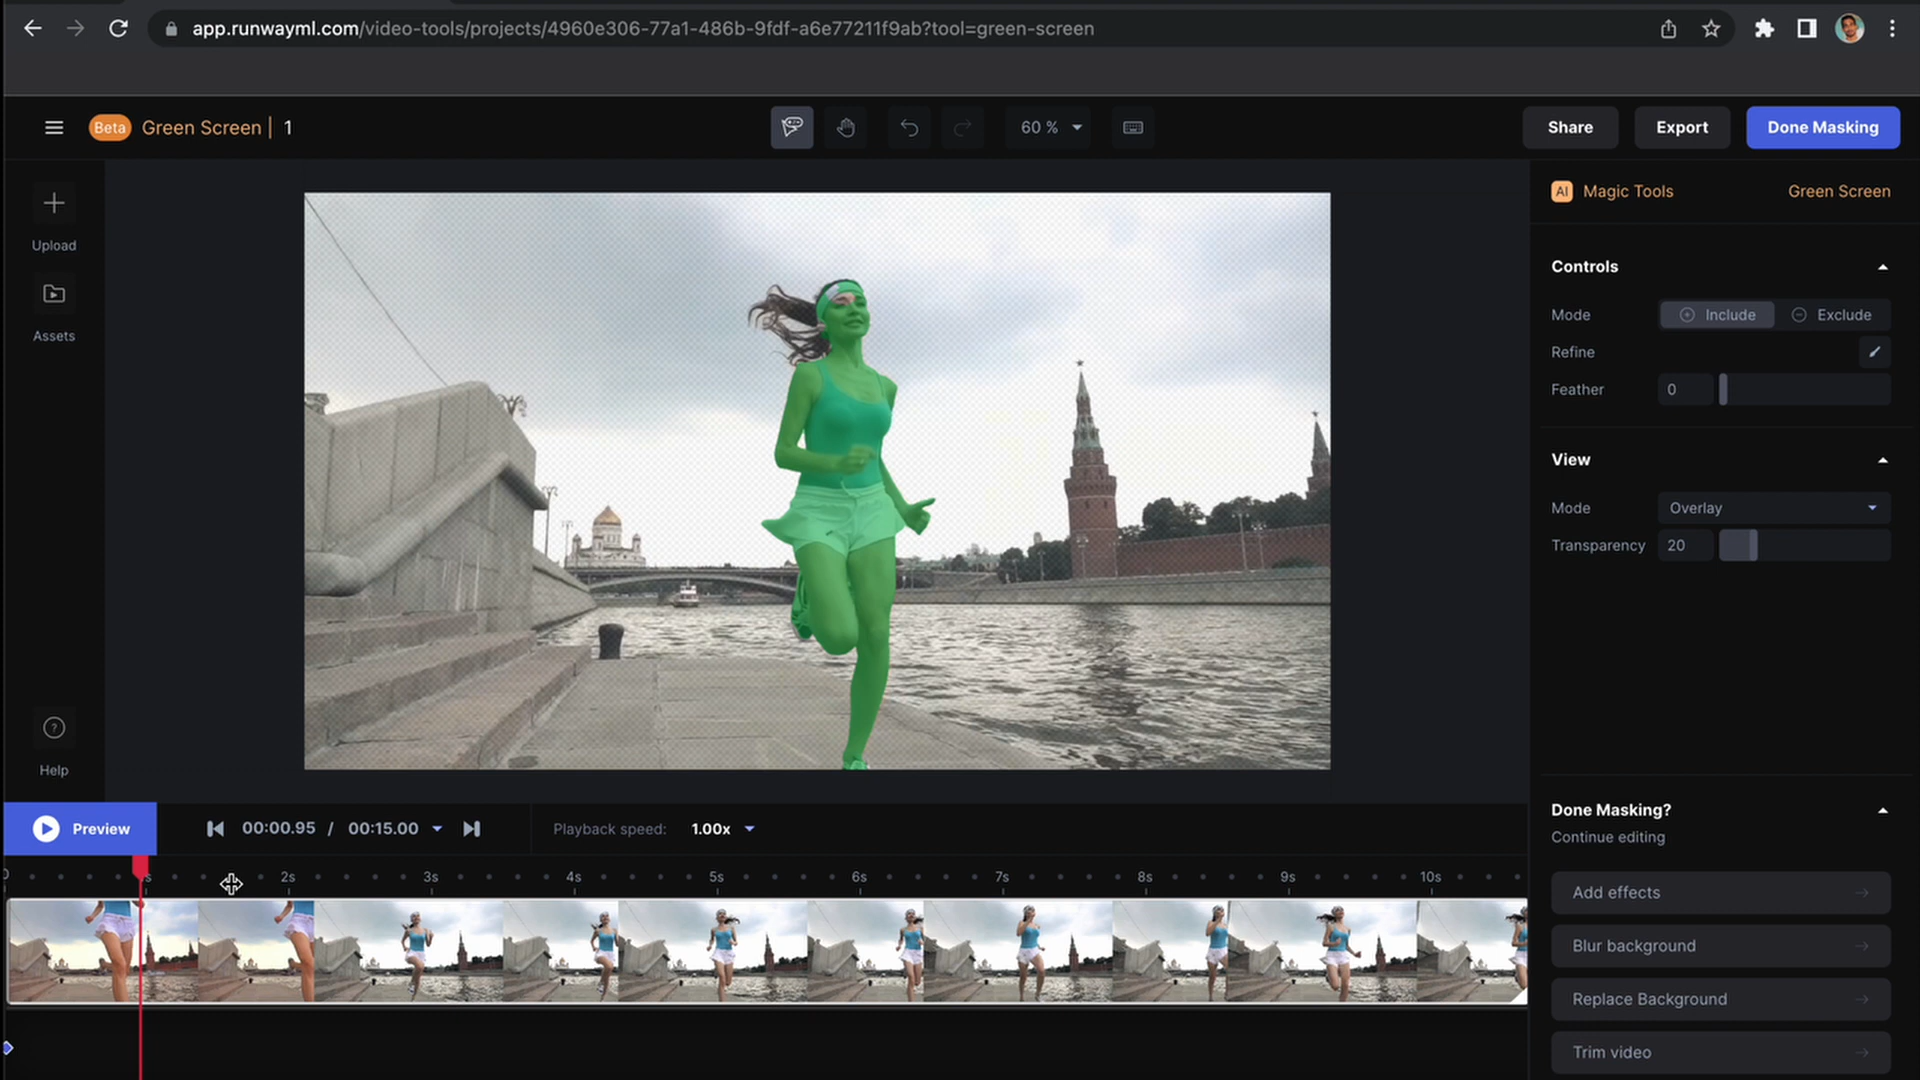 app.runwayml.com/video-tools/projects/4960e306-77a1-486b-9fdf-a6e77211f9ab?tool=green-screen
Beta Green Screen | 1
60 %
Share
Export
Done Masking
Upload
Assets
Help
AI Magic Tools
Green Screen
Controls
Mode
Include
Exclude
Refine
Feather
0
View
Mode
Overlay
Transparency
20
Done Masking?
Continue editing
Add effects
Blur background
Replace Background
Trim video
Preview
00:00.95 / 00:15.00
Playback speed: 1.00x
2s 3s 4s 5s 6s 7s 8s 9s 10s